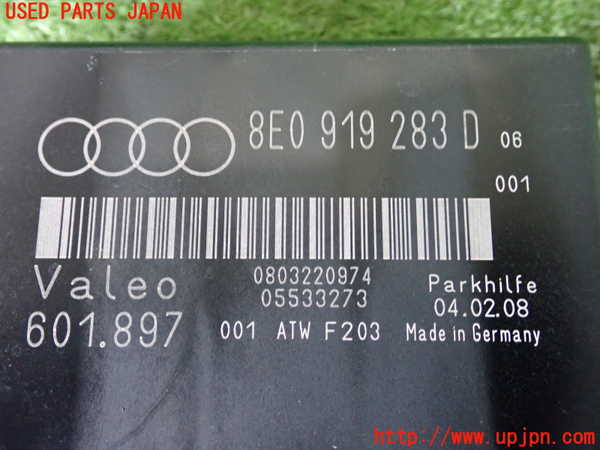 USED PARTS JAPAN
8E0 919 283 D 06
001
Valeo 0803220974 Parkhilfe
05533273 04.02.08
601.897 001 ATW F203 Made in Germany
http://www.upjpn.com/